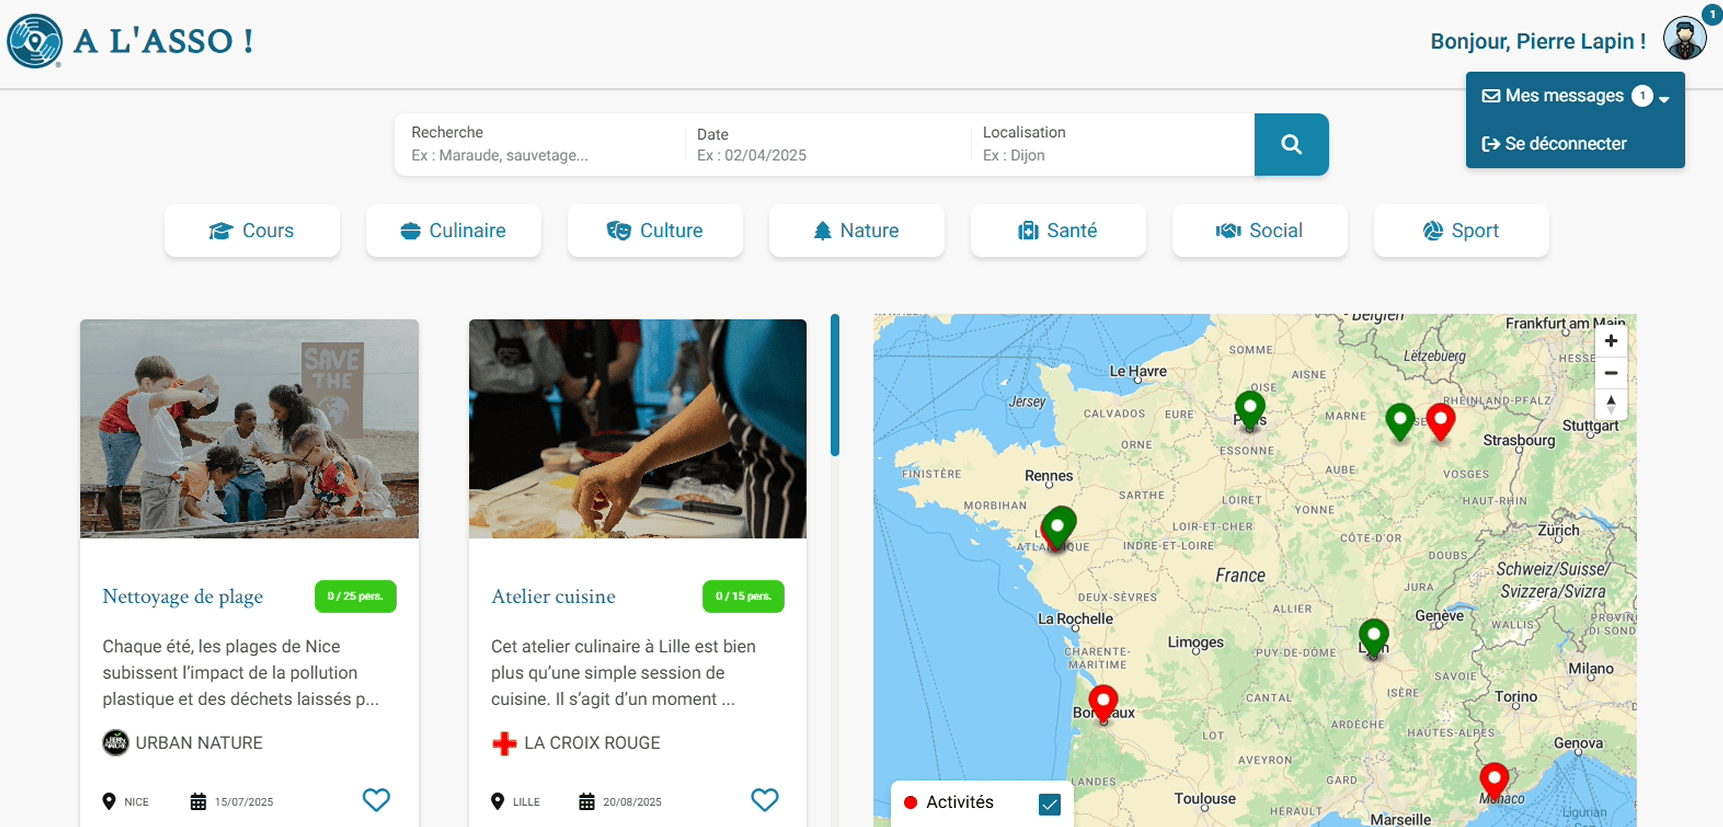 A L'ASSO !
®
Bonjour, Pierre Lapin !
1
Mes messages 1
Se déconnecter
Recherche
Ex : Maraude, sauvetage...
Date
Ex : 02/04/2025
Localisation
Ex : Dijon
Cours
Culinaire
Culture
Nature
Santé
Social
Sport
SAVE
THE
Nettoyage de plage
0 / 25 pers.
Chaque été, les plages de Nice
subissent l'impact de la pollution
plastique et des déchets laissés p...
URBAN NATURE
NICE
15/07/2025
Atelier cuisine
0 / 15 pers.
Cet atelier culinaire à Lille est bien
plus qu'une simple session de
cuisine. Il s'agit d'un moment ...
LA CROIX ROUGE
LILLE
20/08/2025
Belgien
Frankfurt am Main
SOMME
Lëtzebuerg
HESSE
Le Havre
AISNE
OISE
Jersey
CALVADOS
EURE
MARNE
RHEINLAND-PFALZ
Stuttgart
Strasbourg
ORNE
ESSONNE
FINISTÈRE
Rennes
AUBE
VOSGES
SARTHE
LOIRET
HAUT-RHIN
MORBIHAN
YONNE
LOIR-ET-CHER
Zürich
ATLANTIQUE
INDRE-ET-LOIRE
CÔTE-D'OR
DOUBS
France
Schweiz/Suisse/
Svizzera/Svizra
DEUX-SÈVRES
JURA
ALLIER
Genève
La Rochelle
WALLIS
PROVINC
DI SOND
Limoges
PUY-DE-DÔME
Lyon
CHARENTE-
MARITIME
Milano
SAVOIE
ISÈRE
Torino
CANTAL
Bordeaux
ARDÈCHE
LOT
HAUTES-ALPES
Genova
AVEYRON
LANDES
GARD
Toulouse
Monaco
HÉRAULT
Marseille
Ligurian
Sea
+
−
Activités